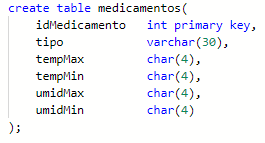 create table medicamentos(
idMedicamento int primary key,
tipo varchar(30),
tempMax char(4),
tempMin char(4),
umidMax char(4),
umidMin char(4)
);